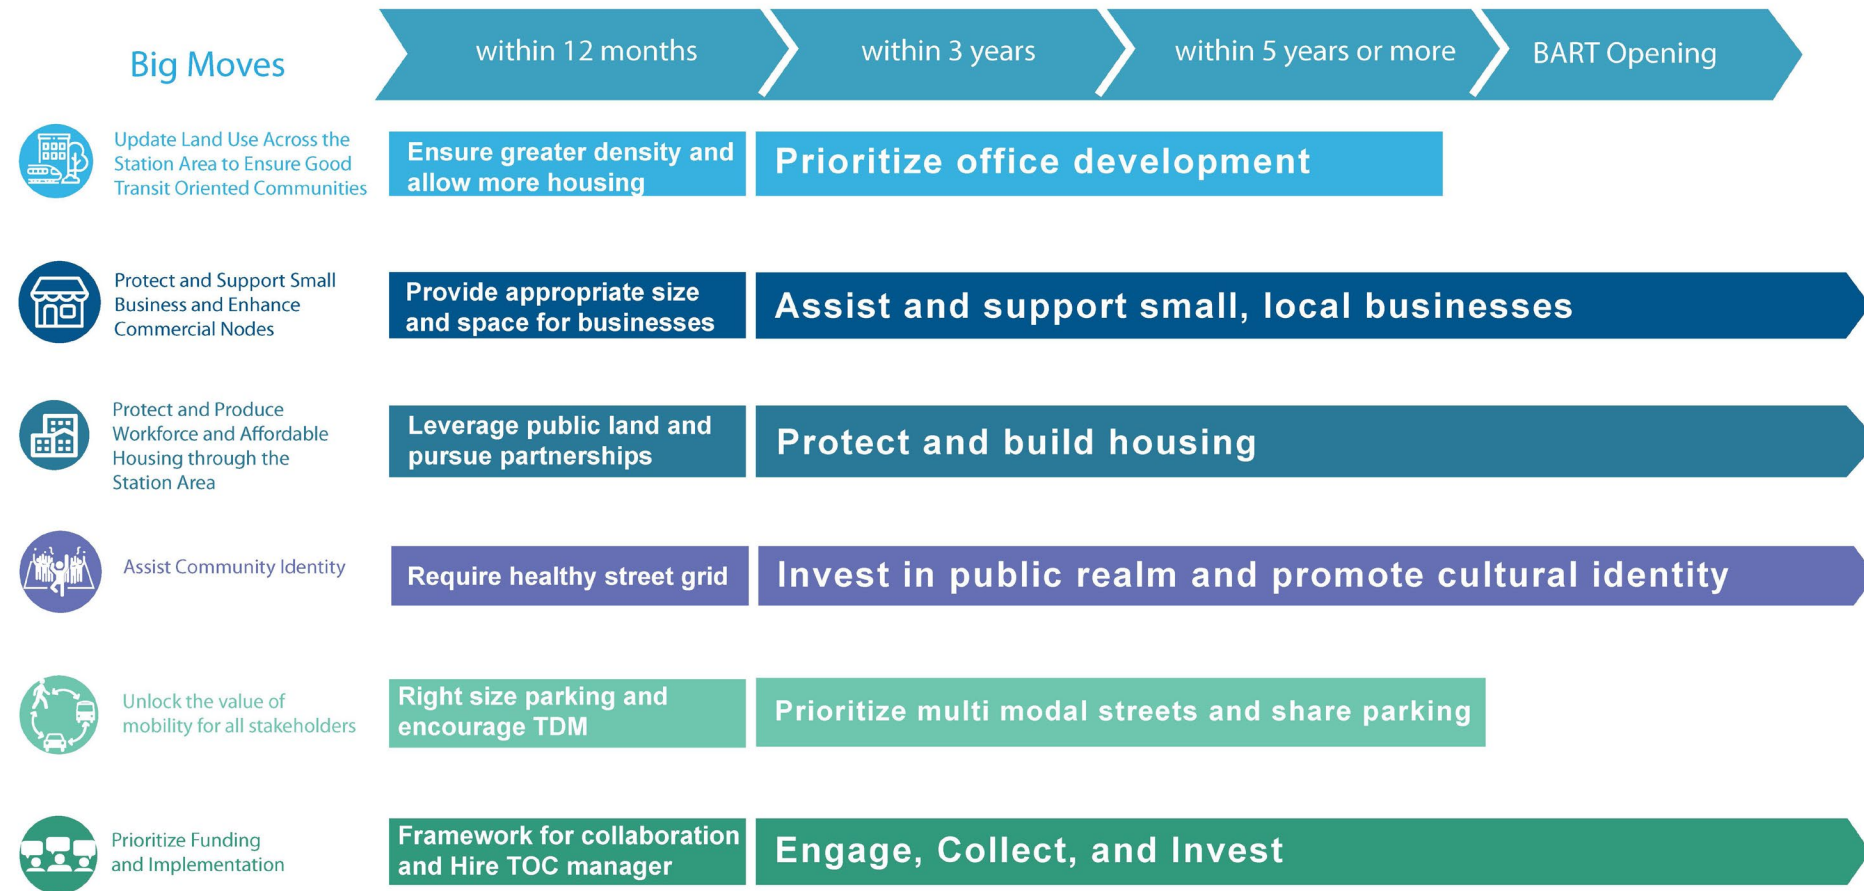 Big Moves
within 12 months
within 3 years
within 5 years or more
BART Opening
Update Land Use Across the
Station Area to Ensure Good
Transit Oriented Communities
Ensure greater density and
allow more housing
Prioritize office development
Protect and Support Small
Business and Enhance
Commercial Nodes
Provide appropriate size
and space for businesses
Assist and support small, local businesses
Protect and Produce
Workforce and Affordable
Housing through the
Station Area
Leverage public land and
pursue partnerships
Protect and build housing
Assist Community Identity
Require healthy street grid
Invest in public realm and promote cultural identity
Unlock the value of
mobility for all stakeholders
Right size parking and
encourage TDM
Prioritize multi modal streets and share parking
Prioritize Funding
and Implementation
Framework for collaboration
and Hire TOC manager
Engage, Collect, and Invest